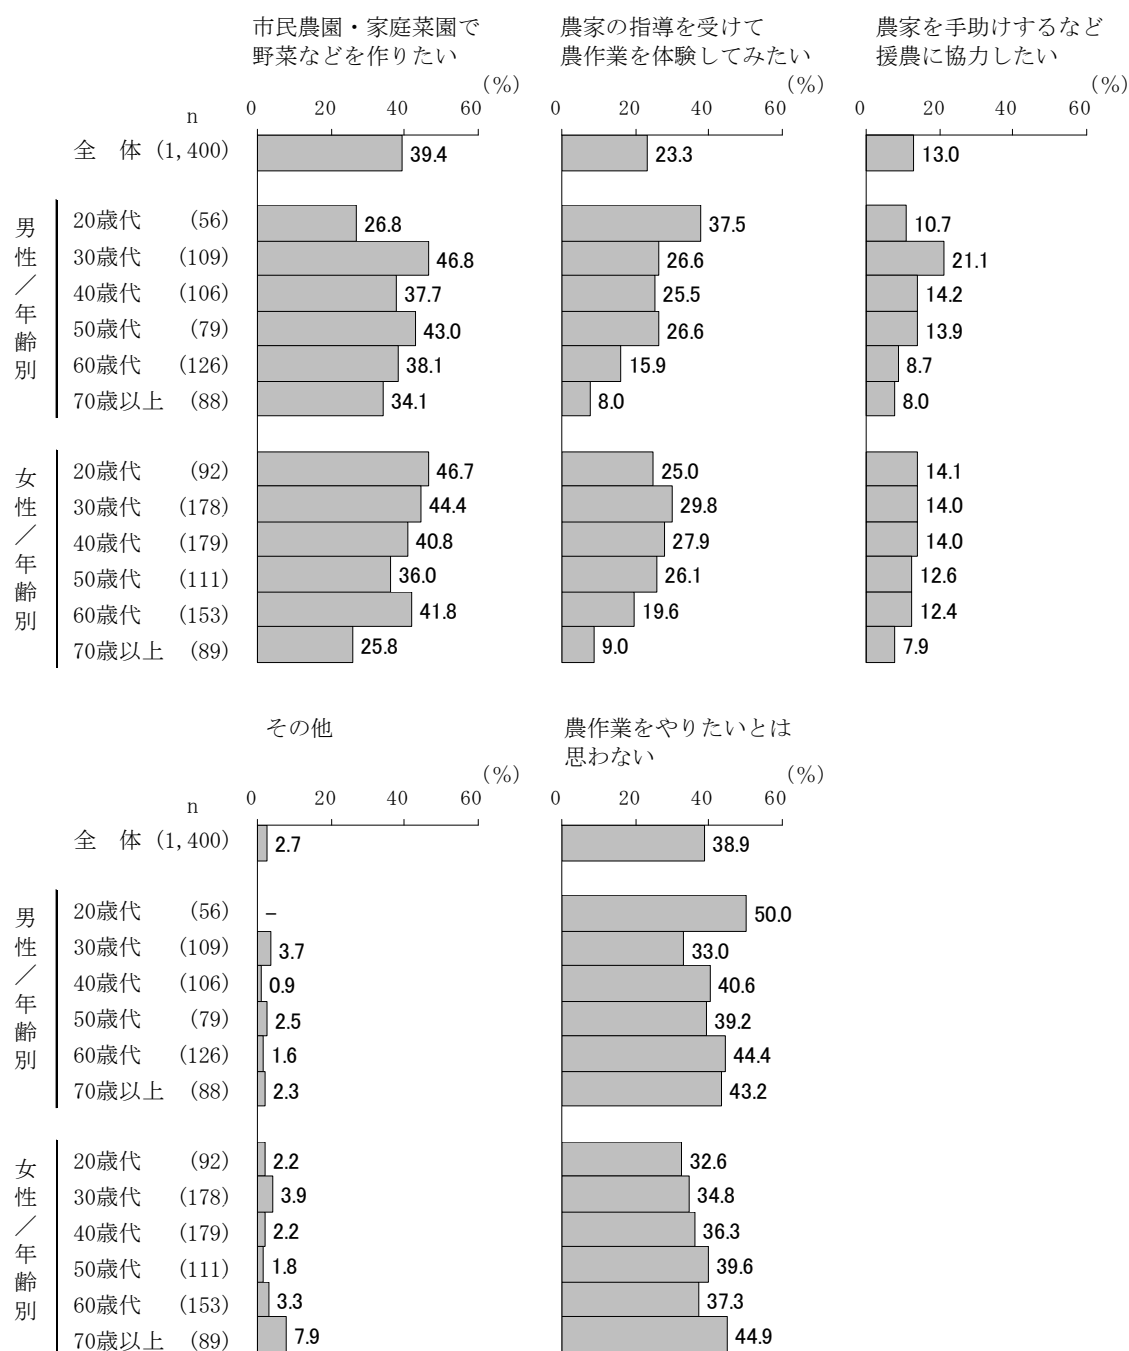 市民農園・家庭菜園で
野菜などを作りたい
農家の指導を受けて
農作業を体験してみたい
農家を手助けするなど
援農に協力したい
(%) (%) (%)
n 0 20 40 60 0 20 40 60 0 20 40 60
全 体 (1,400) 39.4 23.3 13.0
男性／年齢別
20歳代 (56) 26.8 37.5 10.7
30歳代 (109) 46.8 26.6 21.1
40歳代 (106) 37.7 25.5 14.2
50歳代 (79) 43.0 26.6 13.9
60歳代 (126) 38.1 15.9 8.7
70歳以上 (88) 34.1 8.0 8.0
女性／年齢別
20歳代 (92) 46.7 25.0 14.1
30歳代 (178) 44.4 29.8 14.0
40歳代 (179) 40.8 27.9 14.0
50歳代 (111) 36.0 26.1 12.6
60歳代 (153) 41.8 19.6 12.4
70歳以上 (89) 25.8 9.0 7.9
その他
農作業をやりたいとは
思わない
(%) (%)
n 0 20 40 60 0 20 40 60
全 体 (1,400) 2.7 38.9
男性／年齢別
20歳代 (56) － 50.0
30歳代 (109) 3.7 33.0
40歳代 (106) 0.9 40.6
50歳代 (79) 2.5 39.2
60歳代 (126) 1.6 44.4
70歳以上 (88) 2.3 43.2
女性／年齢別
20歳代 (92) 2.2 32.6
30歳代 (178) 3.9 34.8
40歳代 (179) 2.2 36.3
50歳代 (111) 1.8 39.6
60歳代 (153) 3.3 37.3
70歳以上 (89) 7.9 44.9